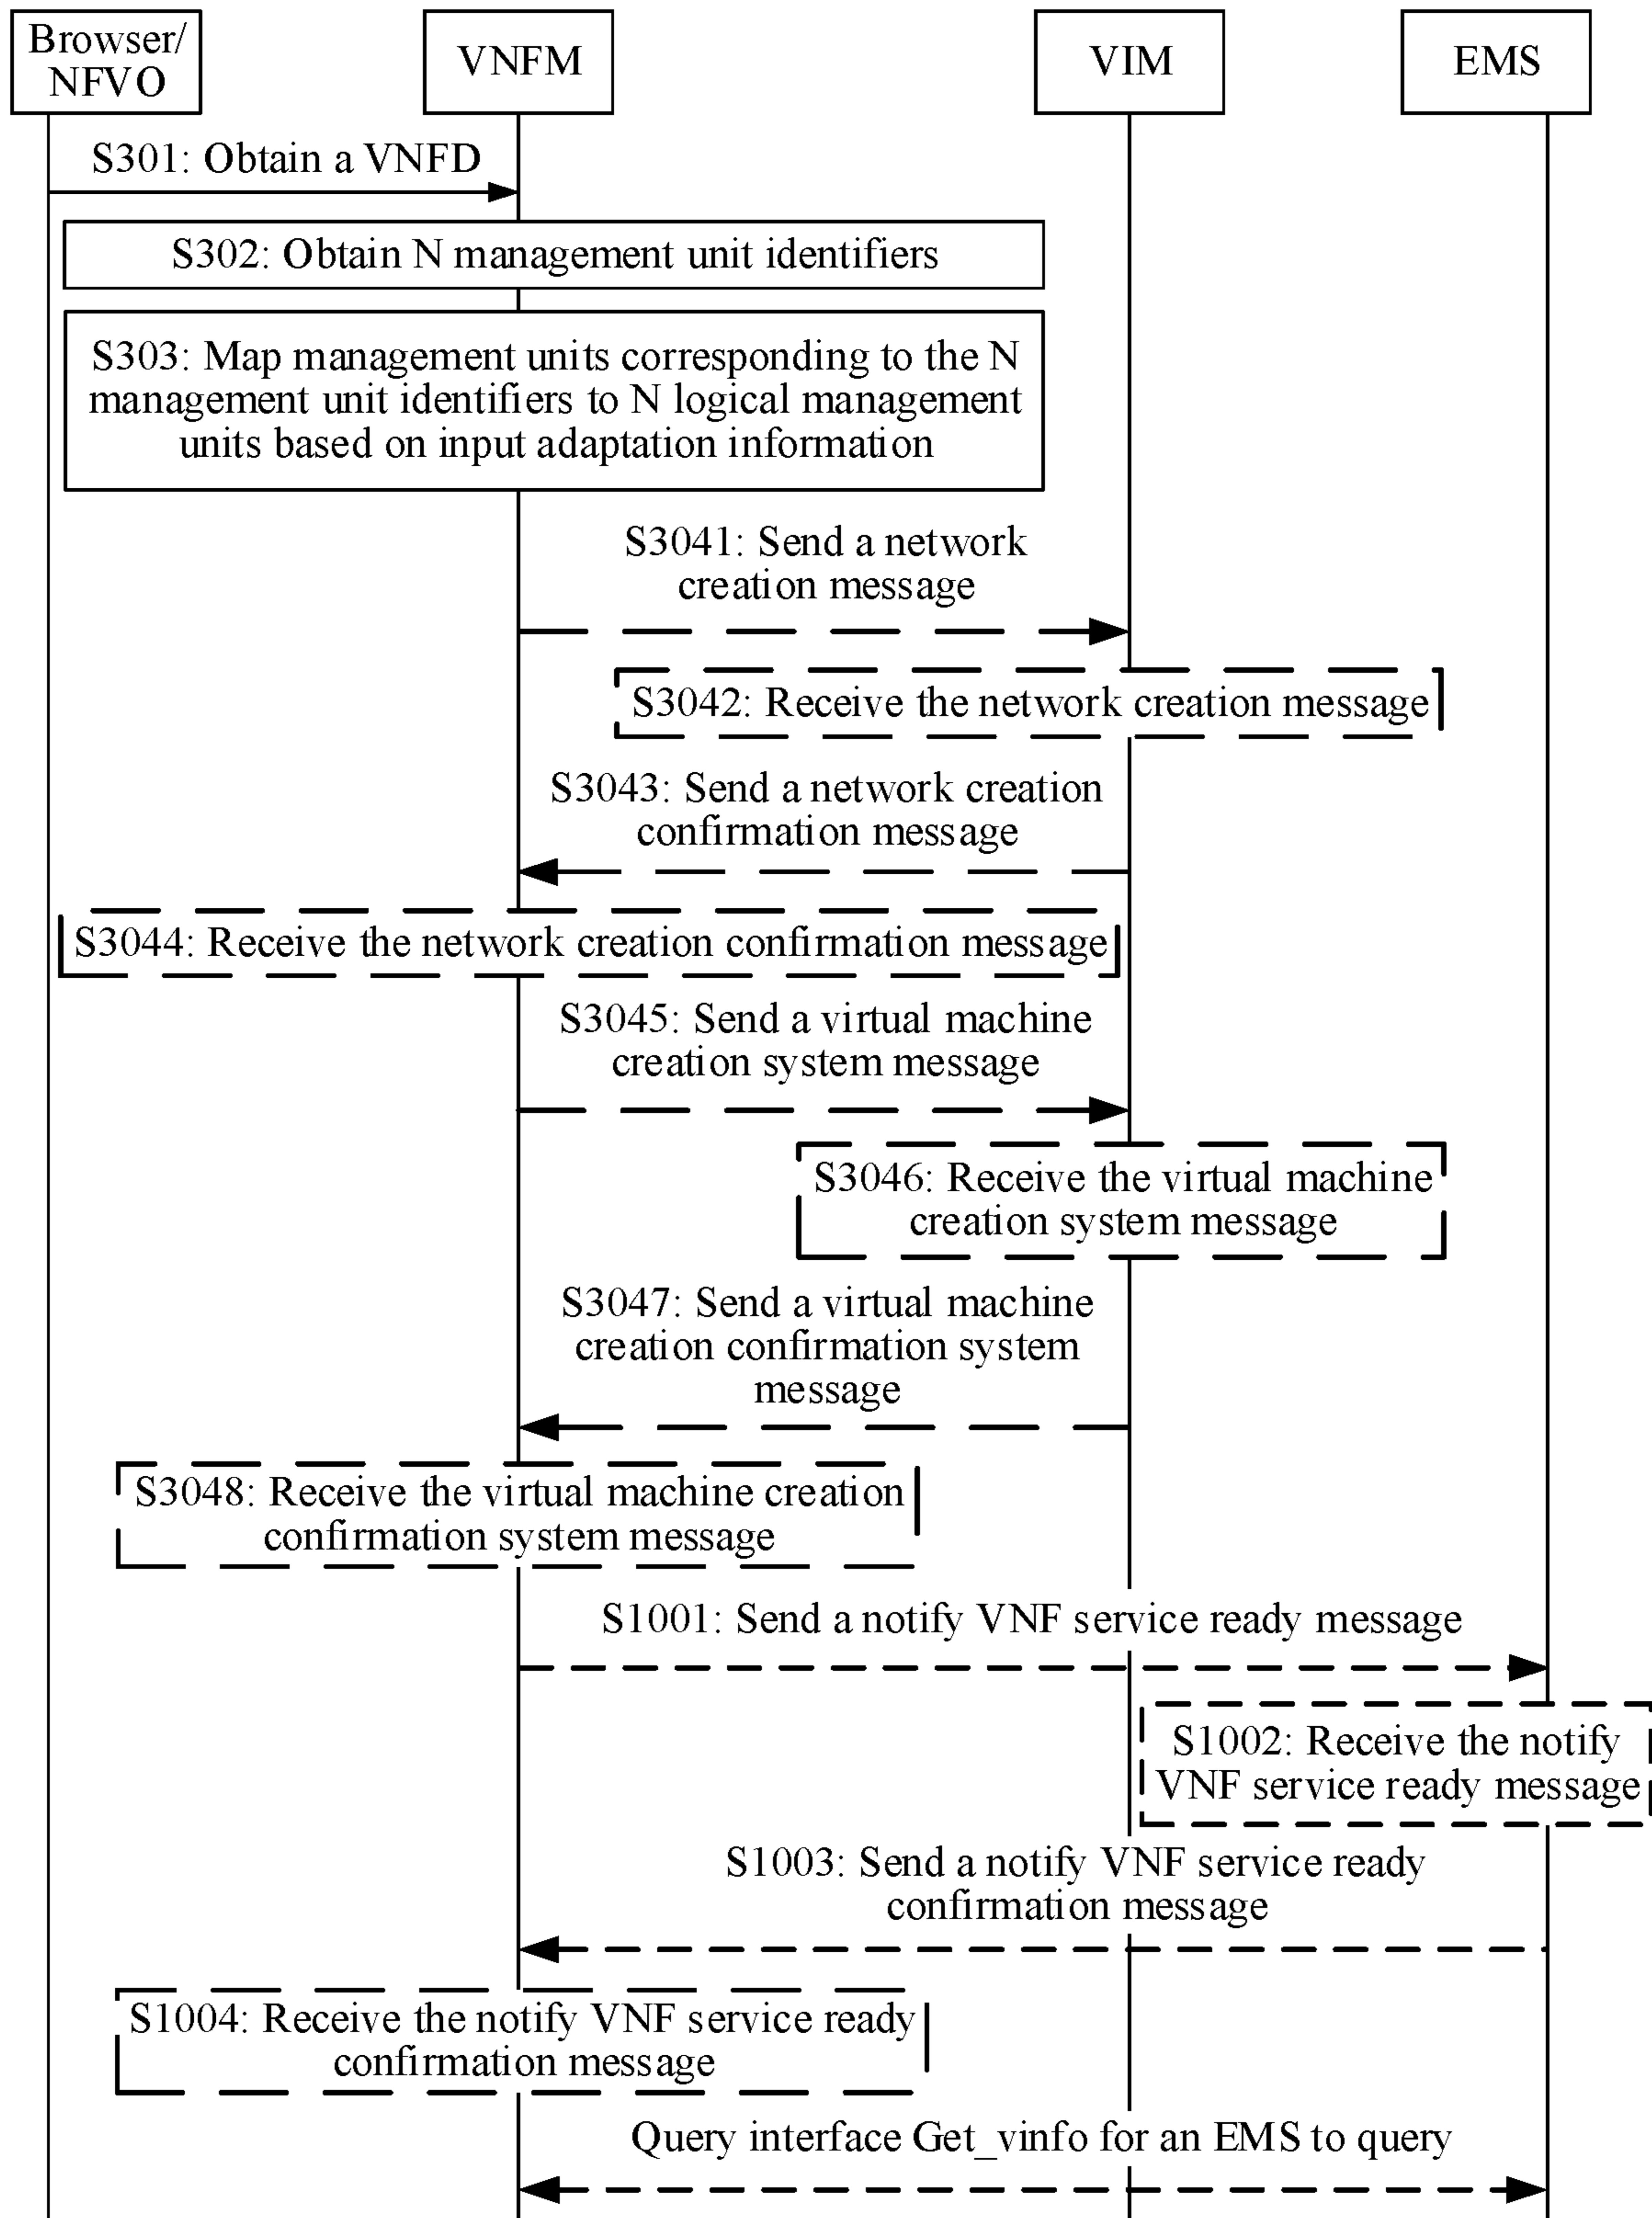 Browser/
NFVO
VNFM
VIM
EMS
S301: Obtain a VNFD
S302: Obtain N management unit identifiers
S303: Map management units corresponding to the N
management unit identifiers to N logical management
units based on input adaptation information
S3041: Send a network
creation message
S3042: Receive the network creation message
S3043: Send a network creation
confirmation message
S3044: Receive the network creation confirmation message
S3045: Send a virtual machine
creation system message
S3046: Receive the virtual machine
creation system message
S3047: Send a virtual machine
creation confirmation system
message
S3048: Receive the virtual machine creation
confirmation system message
S1001: Send a notify VNF service ready message
S1002: Receive the notify
VNF service ready message
S1003: Send a notify VNF service ready
confirmation message
S1004: Receive the notify VNF service ready
confirmation message
Query interface Get_vinfo for an EMS to query